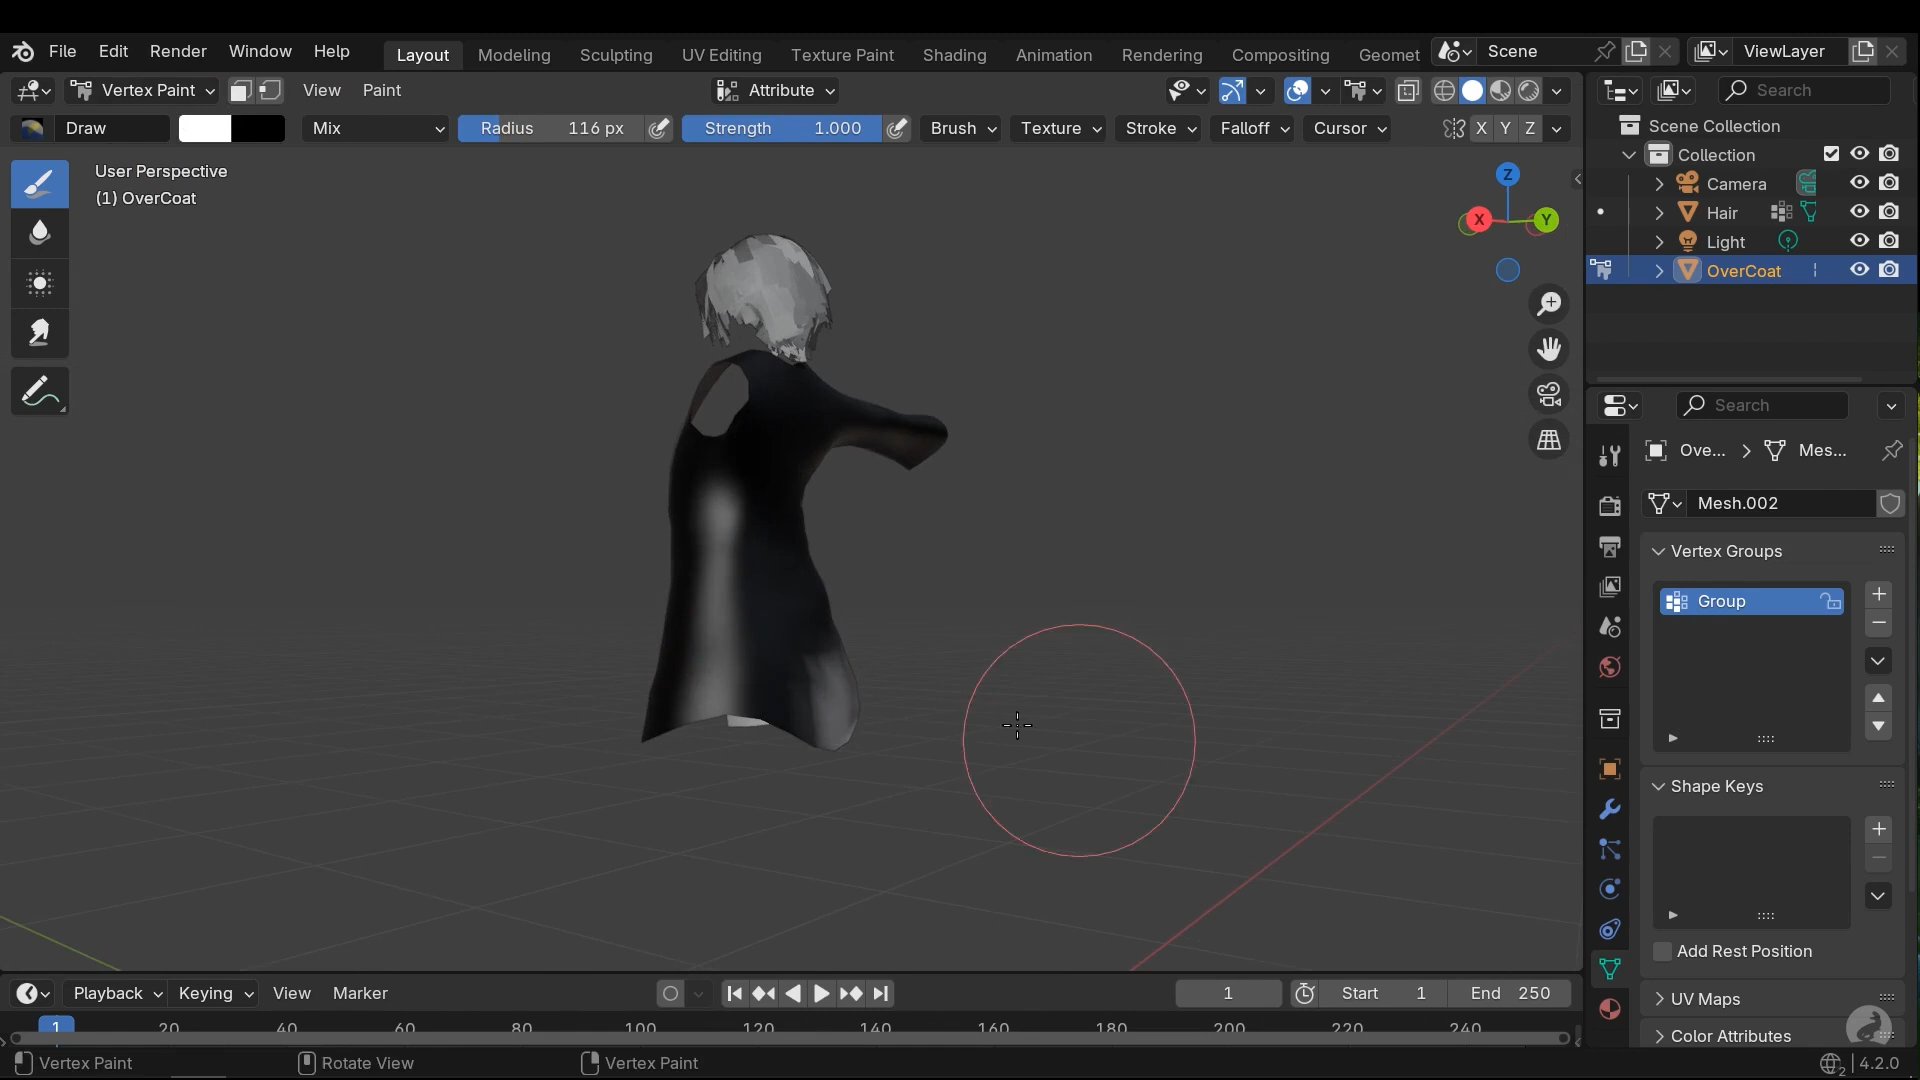 File Edit Render Window Help Layout Modeling Sculpting UV Editing Texture Paint Shading Animation Rendering Compositing Geomet Scene ViewLayer
Vertex Paint View Paint Attribute Search
Draw Mix Radius 116 px Strength 1.000 Brush Texture Stroke Falloff Cursor X Y Z
Scene Collection
Collection
Camera
Hair
Light
OverCoat
User Perspective
(1) OverCoat
Z
X
Y
Search
Ove... Mes...
Mesh.002
Vertex Groups
Group
Shape Keys
Add Rest Position
UV Maps
Color Attributes
Playback Keying View Marker 1 Start 1 End 250
1 20 40 60 80 100 120 140 160 180 200 220 240
Vertex Paint Rotate View Vertex Paint 2 4.2.0